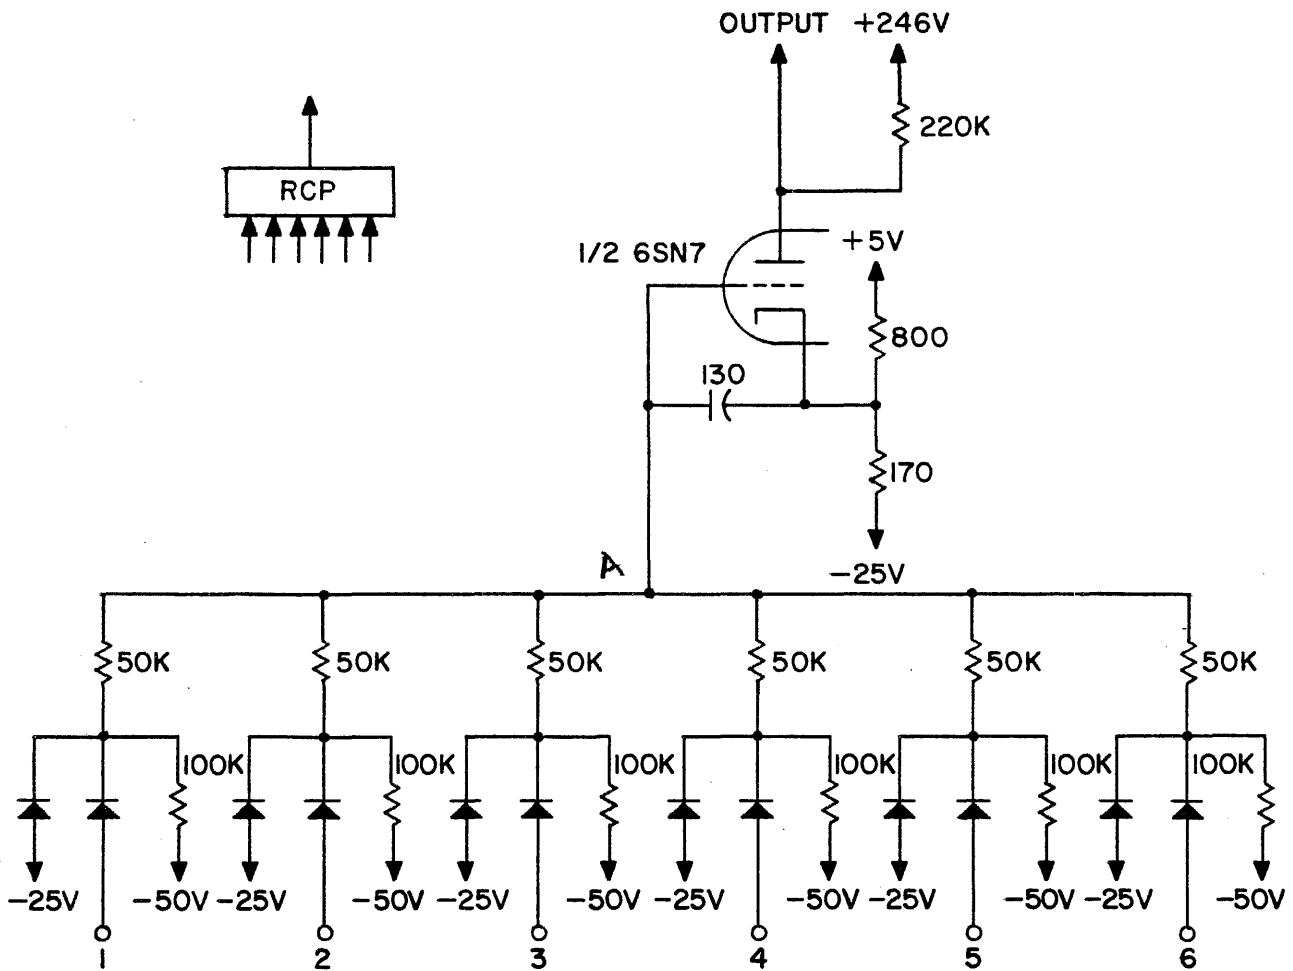 OUTPUT +246V
220K
RCP
1/2 6SN7
+5V
800
130
170
-25V
A
50K 50K 50K 50K 50K 50K
100K 100K 100K 100K 100K 100K
-25V -50V -25V -50V -25V -50V -25V -50V -25V -50V -25V -50V
1 2 3 4 5 6